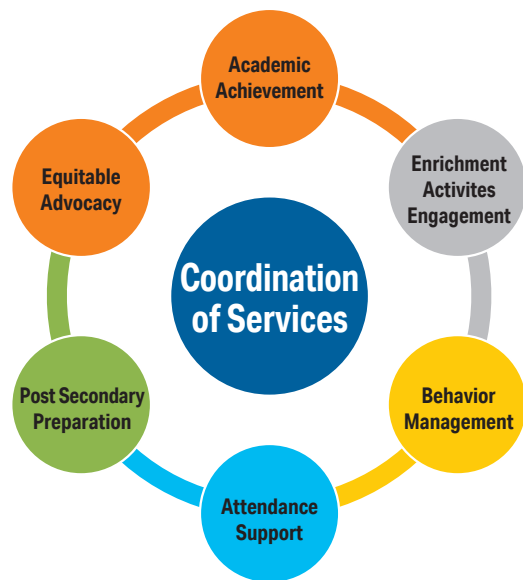 Academic
Achievement
Enrichment
Activites
Engagement
Behavior
Management
Attendance
Support
Post Secondary
Preparation
Equitable
Advocacy
Coordination
of Services